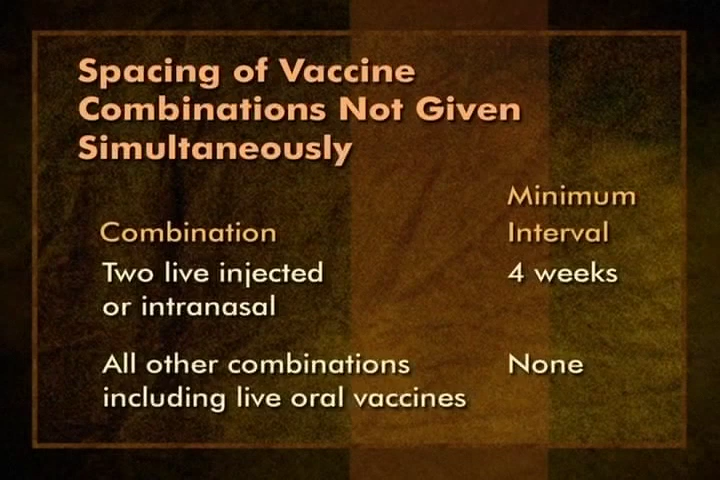 Spacing of Vaccine
Combinations Not Given
Simultaneously
Minimum
Combination Interval
Two live injected 4 weeks
or intranasal
All other combinations None
including live oral vaccines